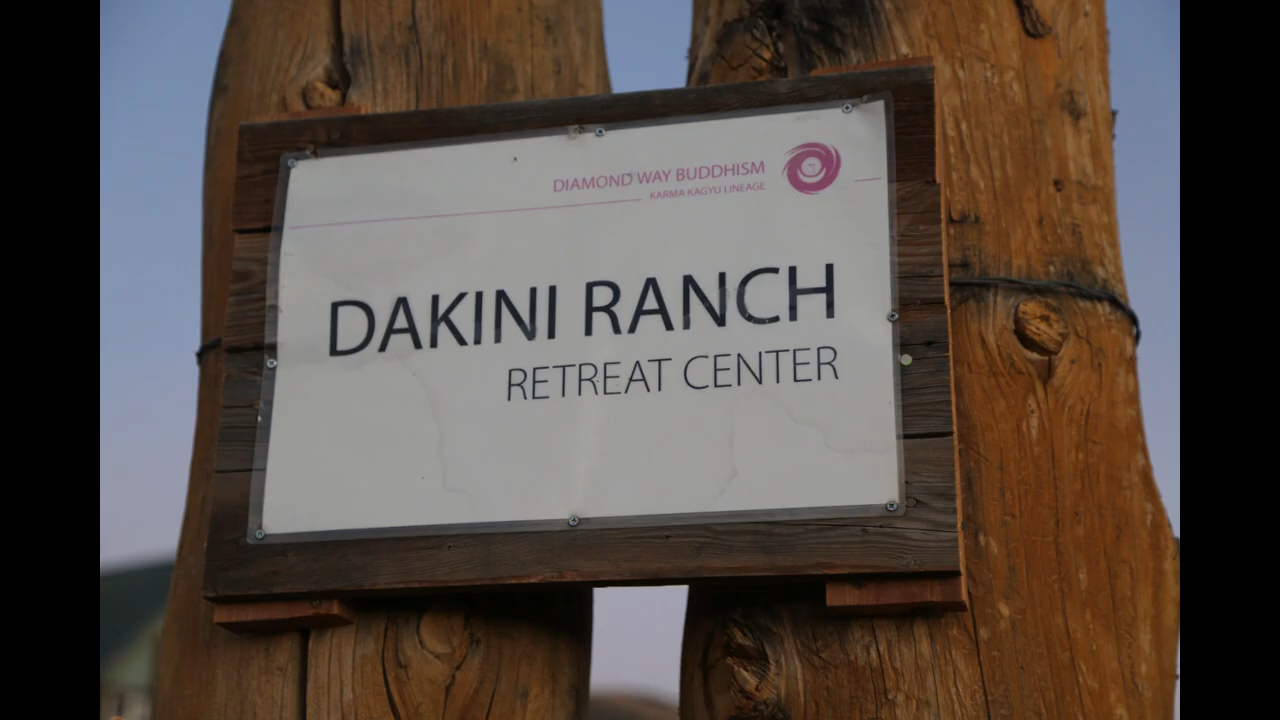 DIAMOND WAY BUDDHISM
KARMA KAGYU LINEAGE
DAKINI RANCH
RETREAT CENTER